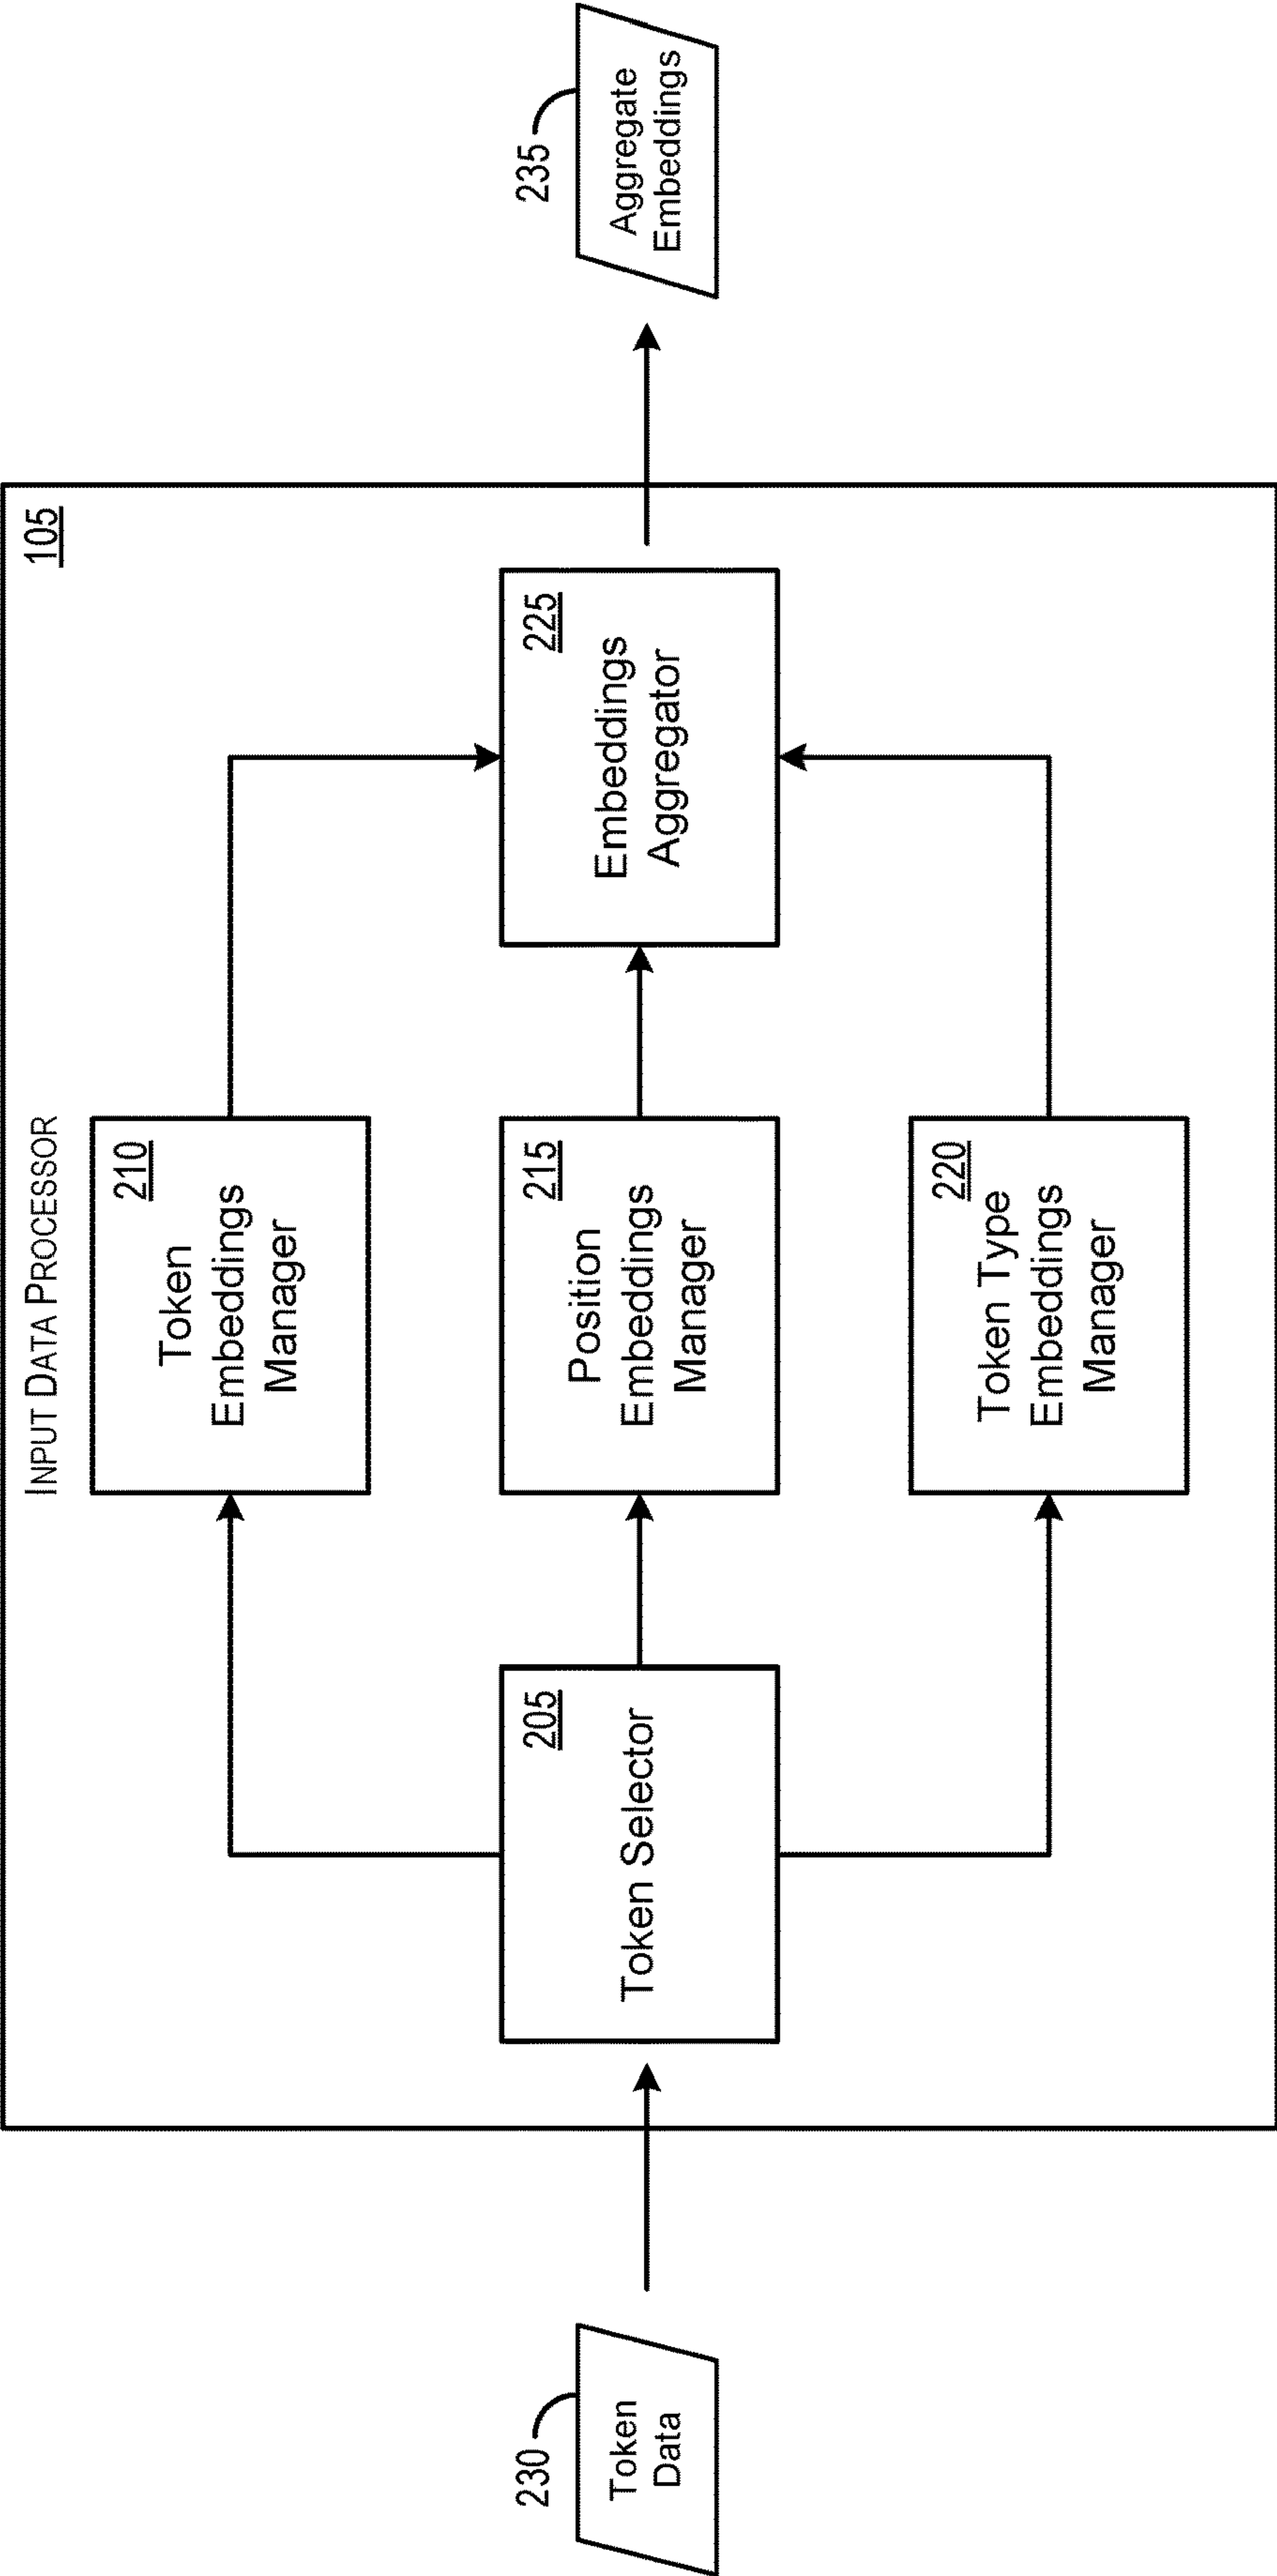 INPUT DATA PROCESSOR
105
230
Token
Data
205
Token Selector
210
Token
Embeddings
Manager
215
Position
Embeddings
Manager
220
Token Type
Embeddings
Manager
225
Embeddings
Aggregator
235
Aggregate
Embeddings